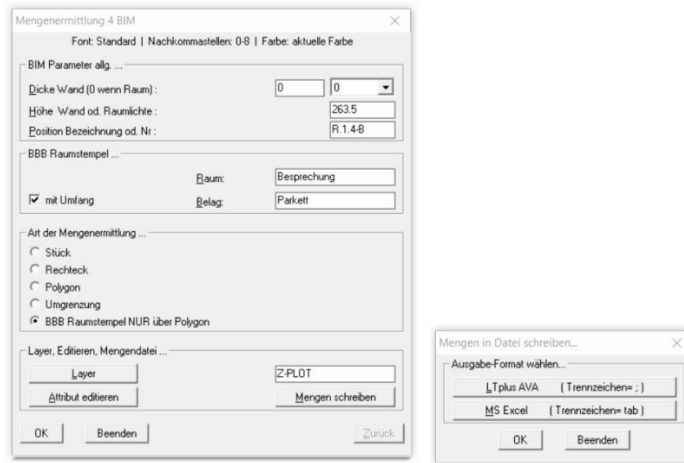 Mengenermittlung 4 BIM
Font: Standard | Nachkommastellen: 0-8 | Farbe: aktuelle Farbe
BIM Parameter allg. ...
Dicke Wand (0 wenn Raum) : 0 0
Höhe Wand od. Raumlichte : 263.5
Position Bezeichnung od. Nr : R.1.4-B
BBB Raumstempel ...
Raum: Besprechung
mit Umfang Belag: Parkett
Art der Mengenermittlung ...
Stück
Rechteck
Polygon
Umgrenzung
BBB Raumstempel NUR über Polygon
Layer, Editieren, Mengendatei ...
Layer Z-PLOT
Attribut editieren Mengen schreiben
OK Beenden Zurück
Mengen in Datei schreiben...
Ausgabe-Format wählen...
LTplus AVA ( Trennzeichen= ; )
MS Excel ( Trennzeichen= tab )
OK Beenden